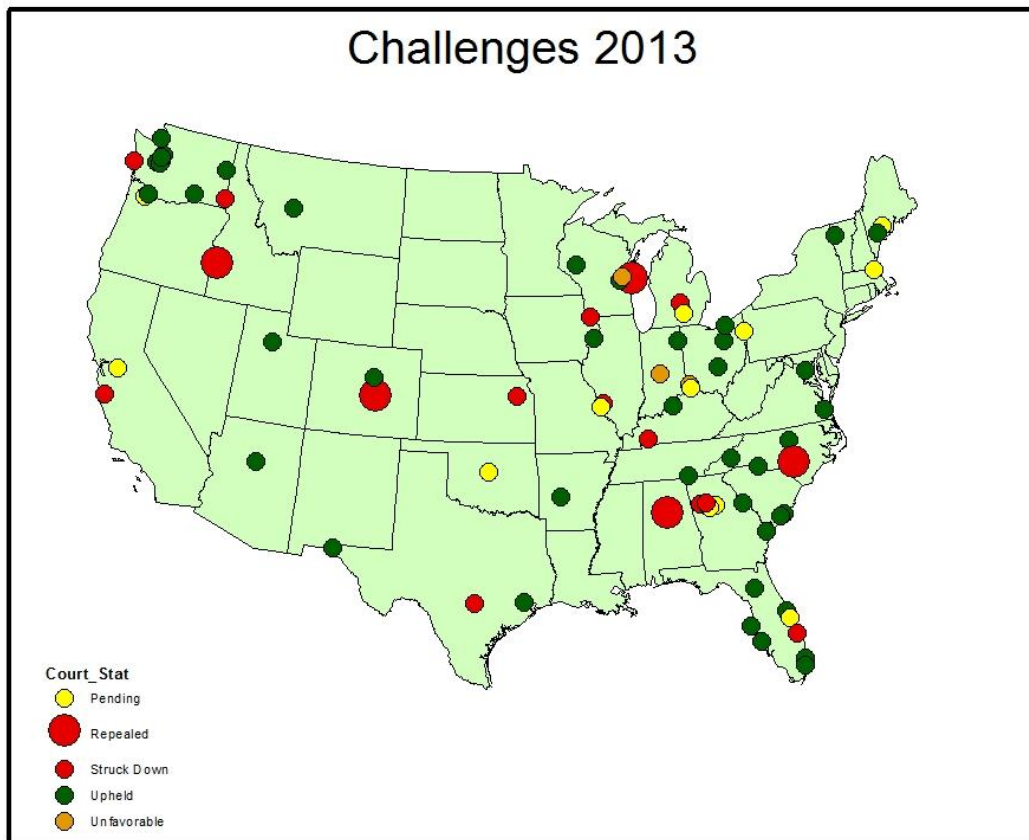 Challenges 2013
Court_Stat
Pending
Repealed
Struck Down
Upheld
Unfavorable